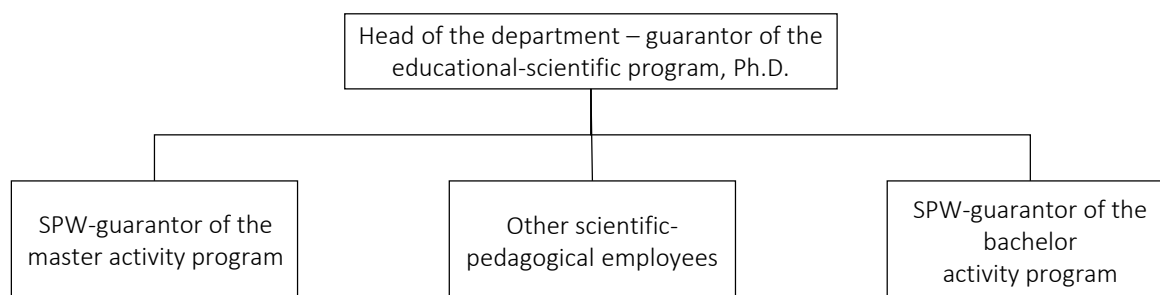 Head of the department – guarantor of the
educational-scientific program, Ph.D.
SPW-guarantor of the
master activity program
Other scientific-
pedagogical employees
SPW-guarantor of the
bachelor
activity program